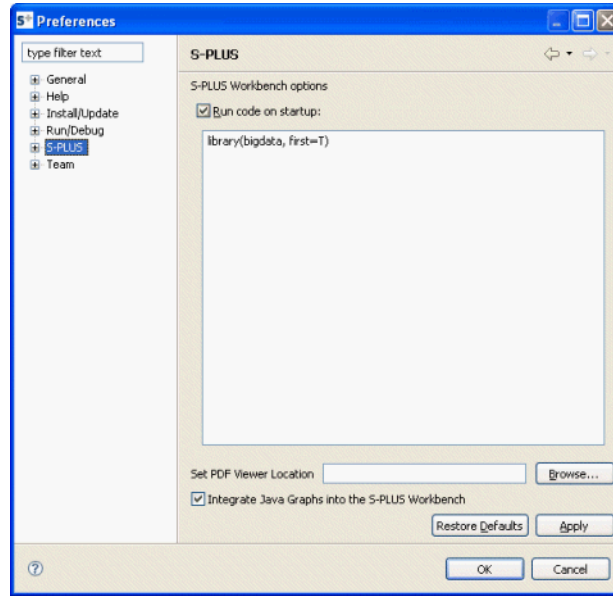 S+ Preferences
type filter text
General
Help
Install/Update
Run/Debug
S-PLUS
Team
S-PLUS
S-PLUS Workbench options
Run code on startup:
library(bigdata, first=T)
Set PDF Viewer Location
Browse...
Integrate Java Graphs into the S-PLUS Workbench
Restore Defaults
Apply
?
OK
Cancel